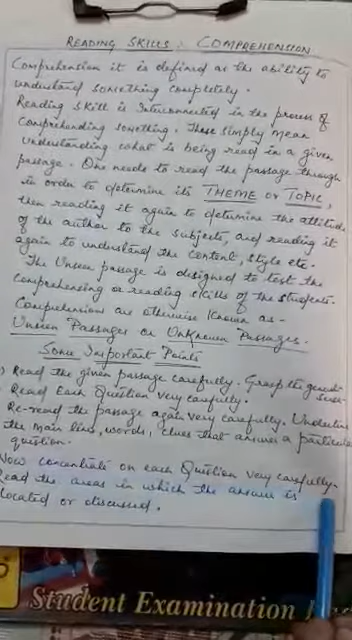 READING SKILLS : COMPREHENSION
Comprehension it is defined as the ability to
understand something completely.
Reading skill is interconnected in the process of
comprehending something. These simply mean
understanding what is being read in a given
passage. One needs to read the passage through
in order to determine its THEME or TOPIC,
then reading it again to determine the attitude
of the author to the subjects, and reading it
again to understand the content, style etc.
The Unseen passage is designed to test the
comprehending or reading skills of the students.
Comprehension are otherwise known as -
Unseen Passages or Unknown Passages.
Some Important Points
Read the given passage carefully. Grasp the general
Read Each Question very carefully.
Re-read the passage again very carefully. Underline
the main line, words, clues that answer a particular
question.
Now concentrate on each Question very carefully.
Read the areas in which the answer is
located or discussed.
Student Examination